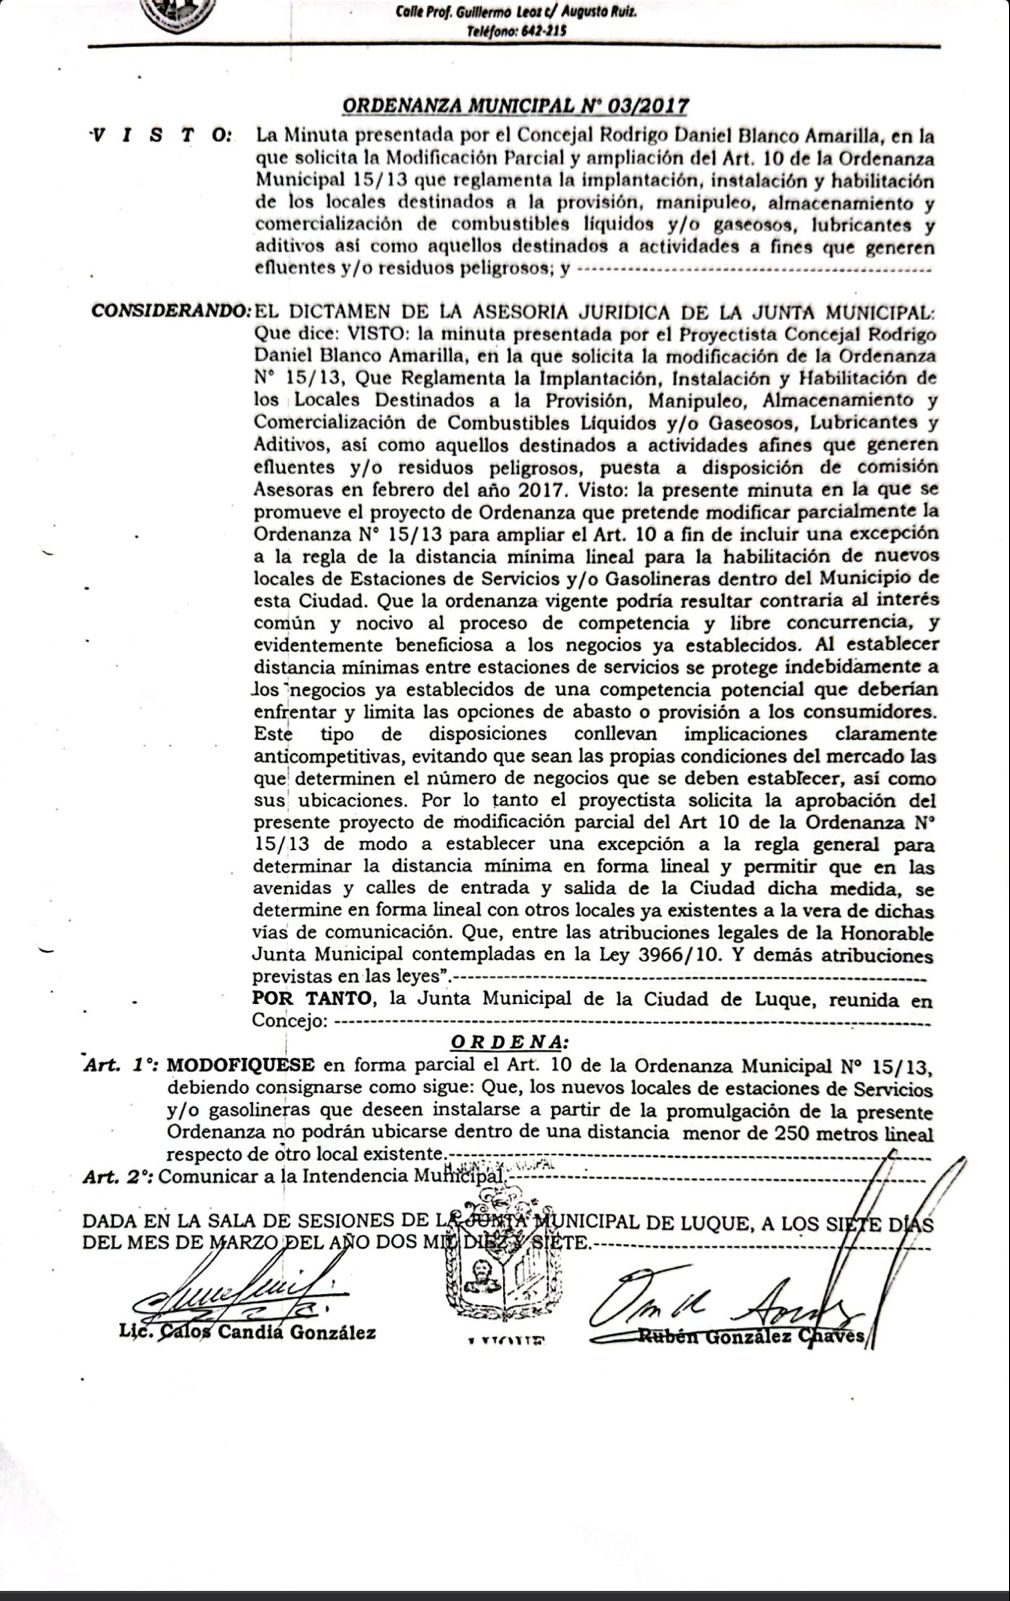 Calle Prof. Guillermo Leoz c/ Augusto Ruiz.
Teléfono: 642-215
ORDENANZA MUNICIPAL N° 03/2017
V I S T O: La Minuta presentada por el Concejal Rodrigo Daniel Blanco Amarilla, en la
que solicita la Modificación Parcial y ampliación del Art. 10 de la Ordenanza
Municipal 15/13 que reglamenta la implantación, instalación y habilitación
de los locales destinados a la provisión, manipuleo, almacenamiento y
comercialización de combustibles líquidos y/o gaseosos, lubricantes y
aditivos así como aquellos destinados a actividades a fines que generen
efluentes y/o residuos peligrosos; y ------------------------------------------------
CONSIDERANDO: EL DICTAMEN DE LA ASESORIA JURIDICA DE LA JUNTA MUNICIPAL:
Que dice: VISTO: la minuta presentada por el Proyectista Concejal Rodrigo
Daniel Blanco Amarilla, en la que solicita la modificación de la Ordenanza
N° 15/13, Que Reglamenta la Implantación, Instalación y Habilitación de
los Locales Destinados a la Provisión, Manipuleo, Almacenamiento y
Comercialización de Combustibles Líquidos y/o Gaseosos, Lubricantes y
Aditivos, así como aquellos destinados a actividades afines que generen
efluentes y/o residuos peligrosos, puesta a disposición de comisión
Asesoras en febrero del año 2017. Visto: la presente minuta en la que se
promueve el proyecto de Ordenanza que pretende modificar parcialmente la
Ordenanza N° 15/13 para ampliar el Art. 10 a fin de incluir una excepción
a la regla de la distancia mínima lineal para la habilitación de nuevos
locales de Estaciones de Servicios y/o Gasolineras dentro del Municipio de
esta Ciudad. Que la ordenanza vigente podría resultar contraria al interés
común y nocivo al proceso de competencia y libre concurrencia, y
evidentemente beneficiosa a los negocios ya establecidos. Al establecer
distancia mínimas entre estaciones de servicios se protege indebidamente a
los negocios ya establecidos de una competencia potencial que deberían
enfrentar y limita las opciones de abasto o provisión a los consumidores.
Este tipo de disposiciones conllevan implicaciones claramente
anticompetitivas, evitando que sean las propias condiciones del mercado las
que determinen el número de negocios que se deben establecer, así como
sus ubicaciones. Por lo tanto el proyectista solicita la aprobación del
presente proyecto de modificación parcial del Art 10 de la Ordenanza N°
15/13 de modo a establecer una excepción a la regla general para
determinar la distancia mínima en forma lineal y permitir que en las
avenidas y calles de entrada y salida de la Ciudad dicha medida, se
determine en forma lineal con otros locales ya existentes a la vera de dichas
vías de comunicación. Que, entre las atribuciones legales de la Honorable
Junta Municipal contempladas en la Ley 3966/10. Y demás atribuciones
previstas en las leyes”.----------------------------------------------------------------
POR TANTO, la Junta Municipal de la Ciudad de Luque, reunida en
Concejo: --------------------------------------------------------------------------------
O R D E N A:
Art. 1°: MODOFIQUESE en forma parcial el Art. 10 de la Ordenanza Municipal Nº 15/13,
debiendo consignarse como sigue: Que, los nuevos locales de estaciones de Servicios
y/o gasolineras que deseen instalarse a partir de la promulgación de la presente
Ordenanza no podrán ubicarse dentro de una distancia menor de 250 metros lineal
respecto de otro local existente.-----------------------------------------------------------------
Art. 2°: Comunicar a la Intendencia Municipal.---------------------------------------------------------
DADA EN LA SALA DE SESIONES DE LA JUNTA MUNICIPAL DE LUQUE, A LOS SIETE DÍAS
DEL MES DE MARZO DEL AÑO DOS MIL DIEZ Y SIETE.----------------------------------------------
Lic. Calos Candia González Rubén González Chaves